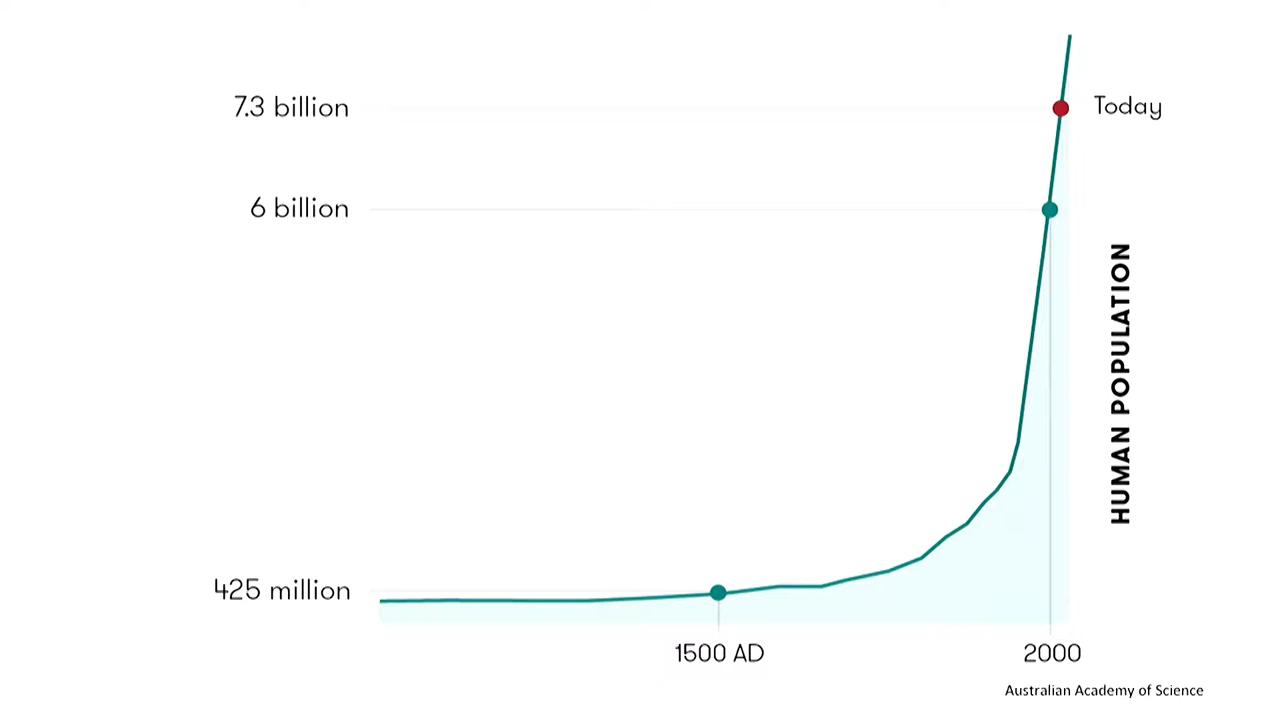 7.3 billion
Today
6 billion
HUMAN POPULATION
425 million
1500 AD
2000
Australian Academy of Science